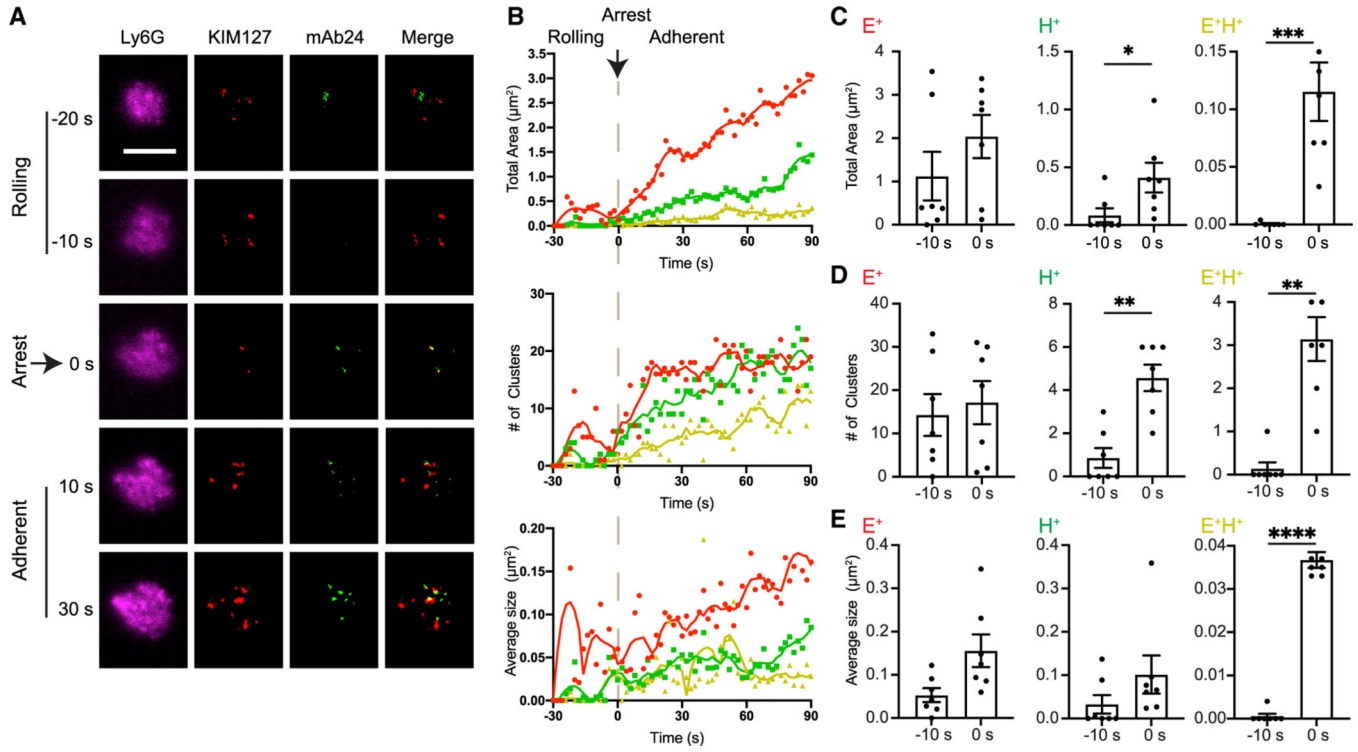 A
Ly6G KIM127 mAb24 Merge
Rolling
-20 s
-10 s
Arrest
0 s
Adherent
10 s
30 s
B
Arrest
Rolling Adherent
Total Area (µm²)
3.5
3.0
2.5
2.0
1.5
1.0
0.5
0.0
-30 0 30 60 90
Time (s)
# of Clusters
30
20
10
0
-30 0 30 60 90
Time (s)
Average size (µm²)
0.20
0.15
0.10
0.05
0.00
-30 0 30 60 90
Time (s)
C
E⁺
Total Area (µm²)
4
3
2
1
0
-10 s 0 s
H⁺
*
1.5
1.0
0.5
0.0
-10 s 0 s
E⁺H⁺
***
0.15
0.10
0.05
0.00
-10 s 0 s
D
E⁺
# of Clusters
40
30
20
10
0
-10 s 0 s
H⁺
**
8
6
4
2
0
-10 s 0 s
E⁺H⁺
**
4
3
2
1
0
-10 s 0 s
E
E⁺
Average size (µm²)
0.4
0.3
0.2
0.1
0.0
-10 s 0 s
H⁺
0.4
0.3
0.2
0.1
0.0
-10 s 0 s
E⁺H⁺
****
0.04
0.03
0.02
0.01
0.00
-10 s 0 s